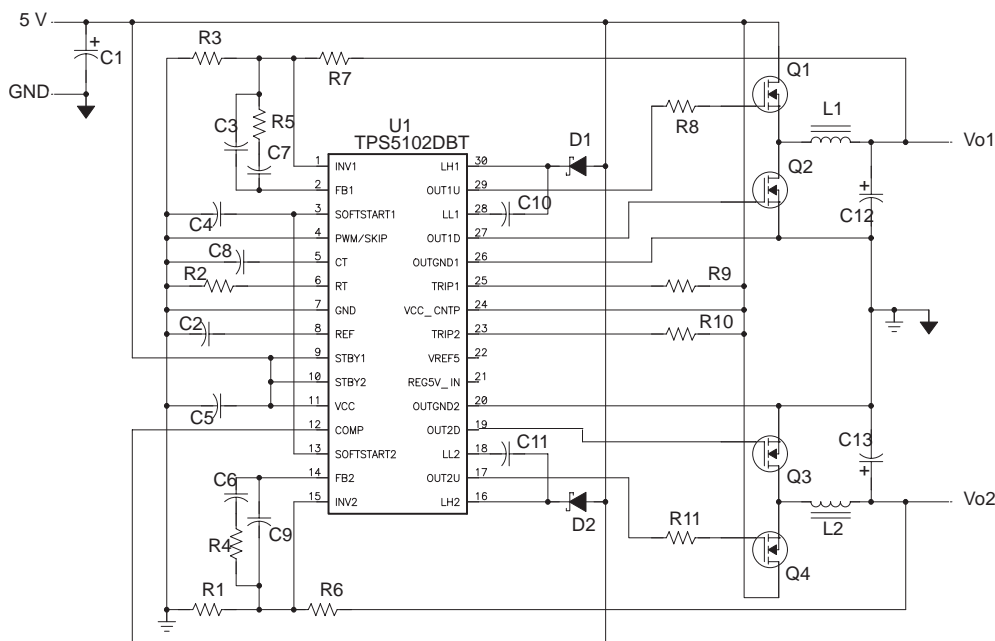 5 V
C1
GND
R3
R7
C3
R5
C7
U1
TPS5102DBT
D1
Q1
R8
L1
Vo1
Q2
C12
1 INV1 LH1 30
2 FB1 OUT1U 29
3 SOFTSTART1 LL1 28
C10
C4
4 PWM/SKIP OUT1D 27
C8
5 CT OUTGND1 26
R2
6 RT TRIP1 25
R9
7 GND VCC_CNTP 24
C2
8 REF TRIP2 23
R10
9 STBY1 VREF5 22
10 STBY2 REG5V_IN 21
11 VCC OUTGND2 20
C5
12 COMP OUT2D 19
13 SOFTSTART2 LL2 18
C11
14 FB2 OUT2U 17
15 INV2 LH2 16
C13
Q3
C6
C9
R4
D2
R11
L2
Vo2
Q4
R1
R6